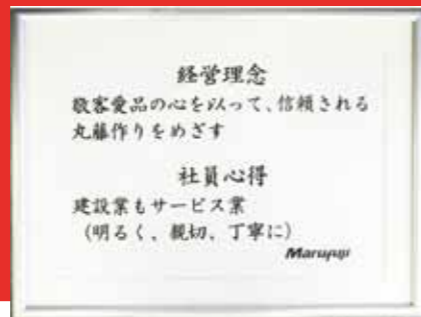 経営理念
敬客愛品の心を以って、信頼される
丸藤作りをめざす
社員心得
建設業もサービス業
(明るく、親切、丁寧に)
Marufuji